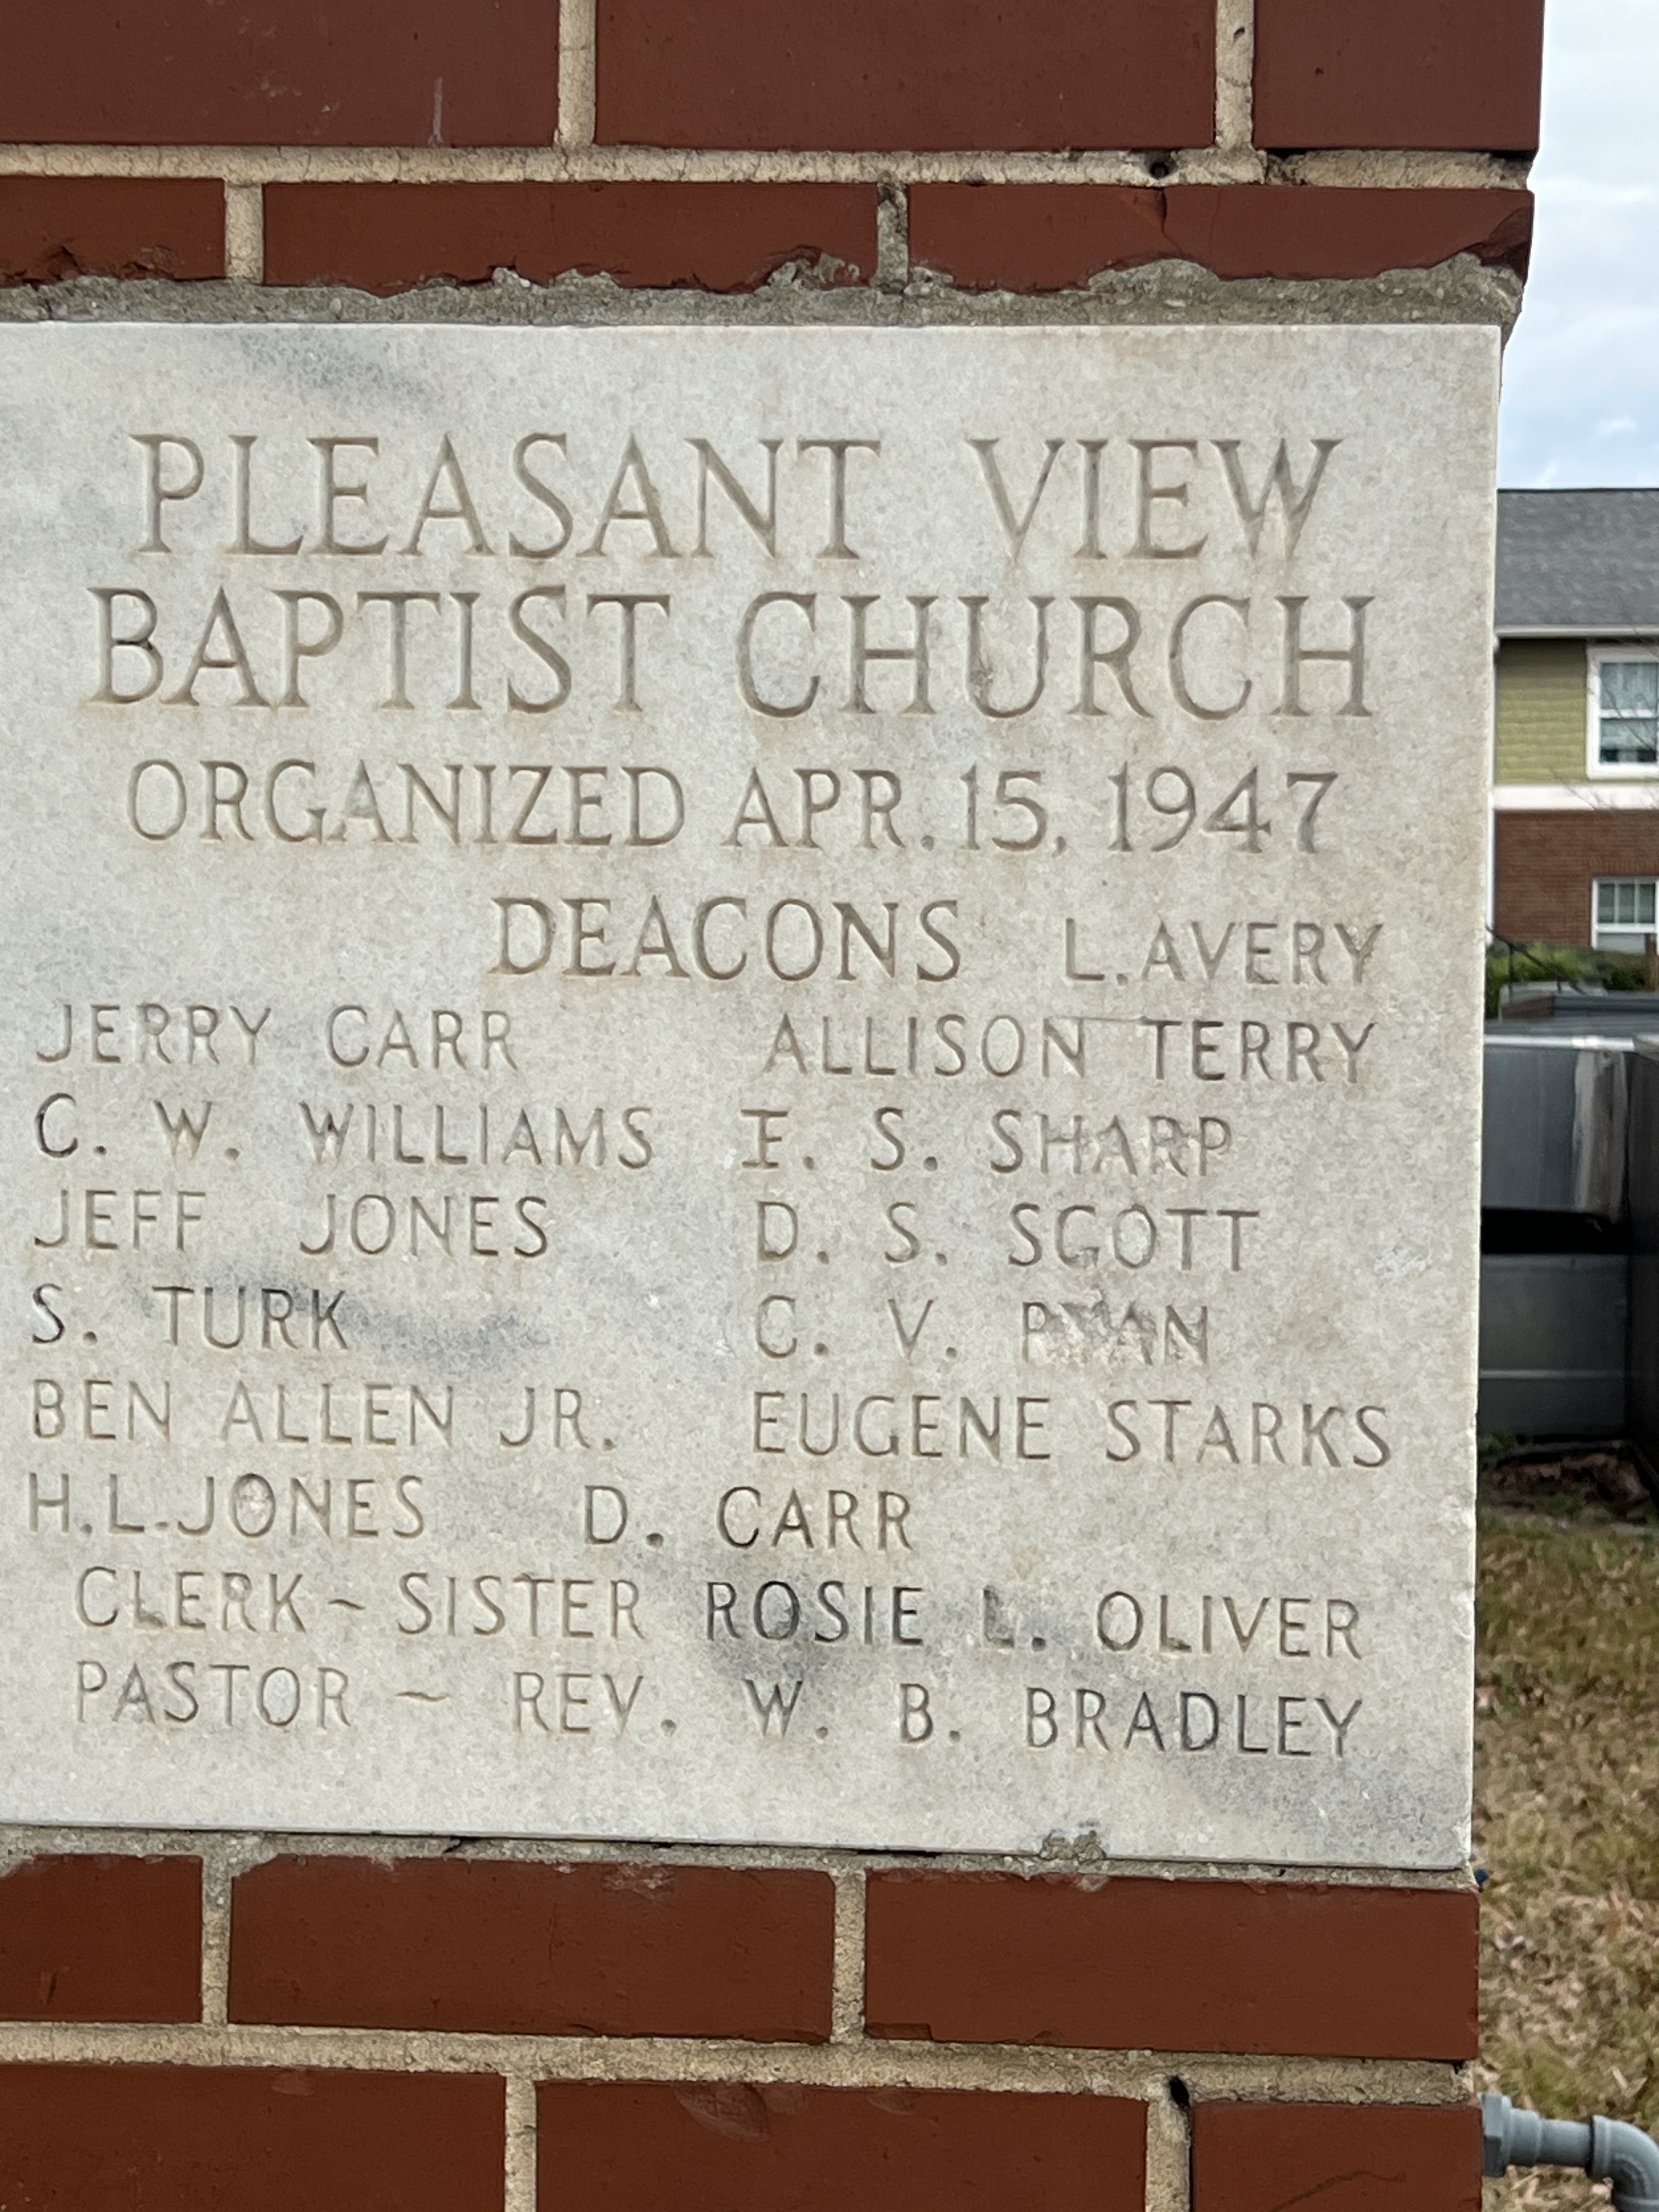 PLEASANT VIEW
BAPTIST CHURCH
ORGANIZED APR. 15, 1947
DEACONS L. AVERY
JERRY CARR ALLISON TERRY
C. W. WILLIAMS S. SHARP
JEFF JONES D. S. SCOTT
S. TURK C. V.
BEN ALLEN JR. EUGENE STARKS
H. L. JONES D. CARR
CLERK ~ SISTER ROSIE L. OLIVER
PASTOR ~ REV. W. B. BRADLEY